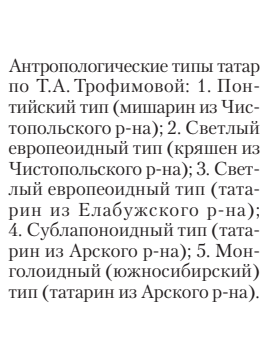 Антропологические типы татар
по Т.А. Трофимовой: 1. Пон-
тийский тип (мишарин из Чис-
топольского р-на); 2. Светлый
европеоидный тип (кряшен из
Чистопольского р-на); 3. Свет-
лый европеоидный тип (тата-
рин из Елабужского р-на);
4. Сублапоноидный тип (тата-
рин из Арского р-на); 5. Мон-
голоидный (южносибирский)
тип (татарин из Арского р-на).